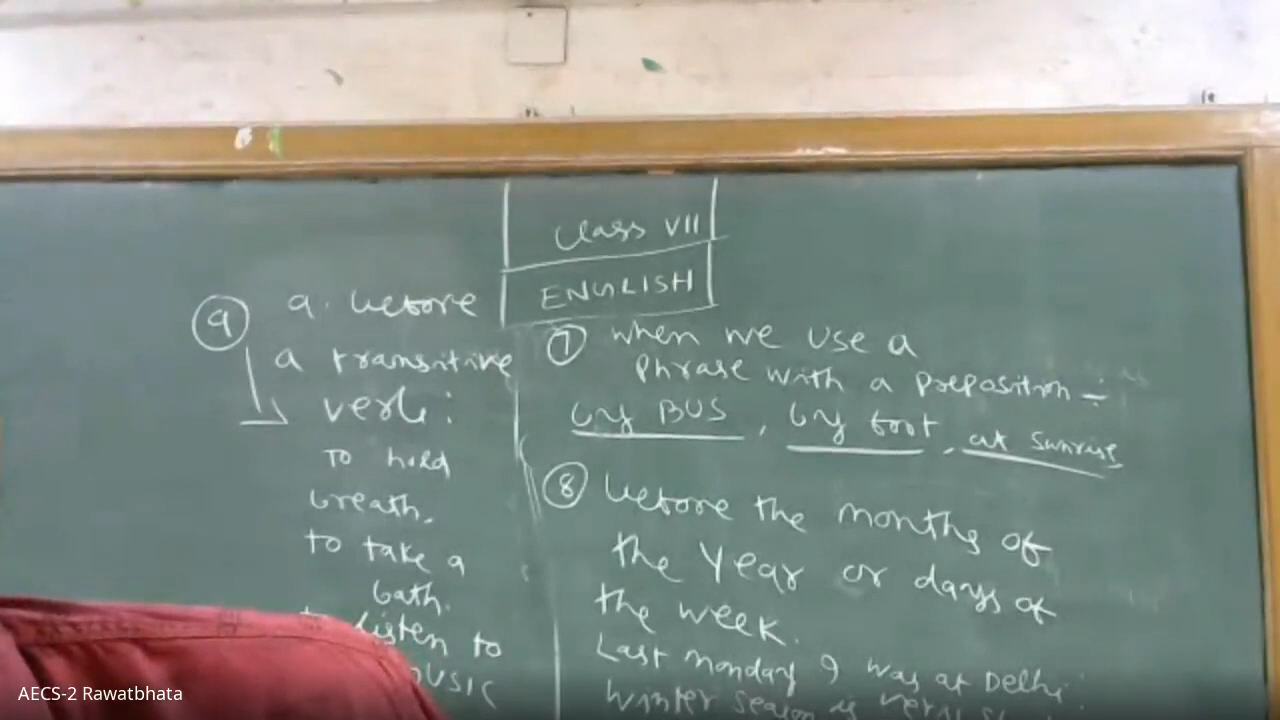 Class VII
ENGLISH
⑦ when we use a
phrase with a preposition ÷
by BUS, by foot, at sunrise
⑧ before the months of
the year or days of
the week.
Last monday I was at Delhi.
winter season is very
⑨ a. before
a transitive
verb:
To hold
breath,
to take a
bath.
listen to
AECS-2 Rawatbhata